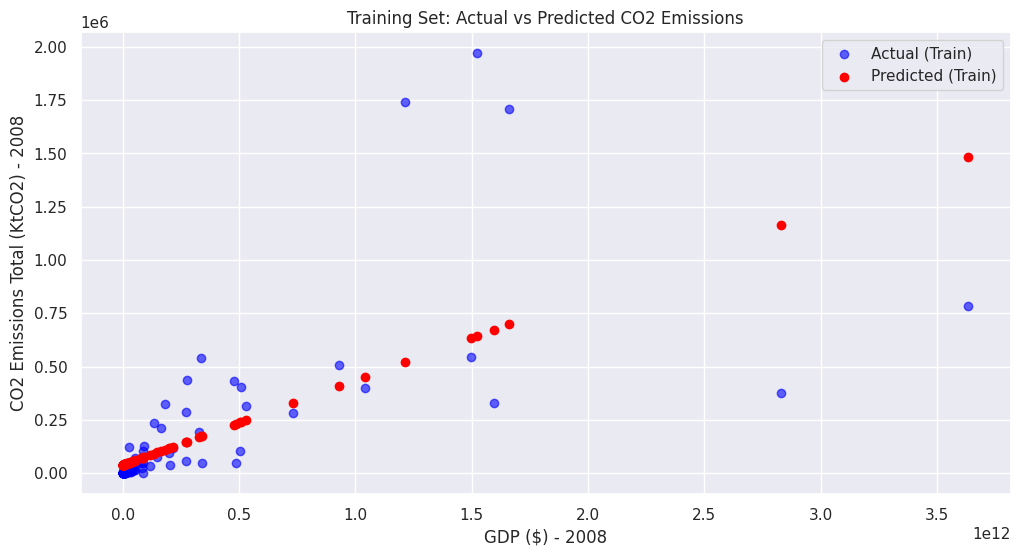 Training Set: Actual vs Predicted CO2 Emissions
1e6
2.00
1.75
1.50
1.25
1.00
0.75
0.50
0.25
0.00
CO2 Emissions Total (KtCO2) - 2008
Actual (Train)
Predicted (Train)
0.0 0.5 1.0 1.5 2.0 2.5 3.0 3.5
1e12
GDP ($) - 2008